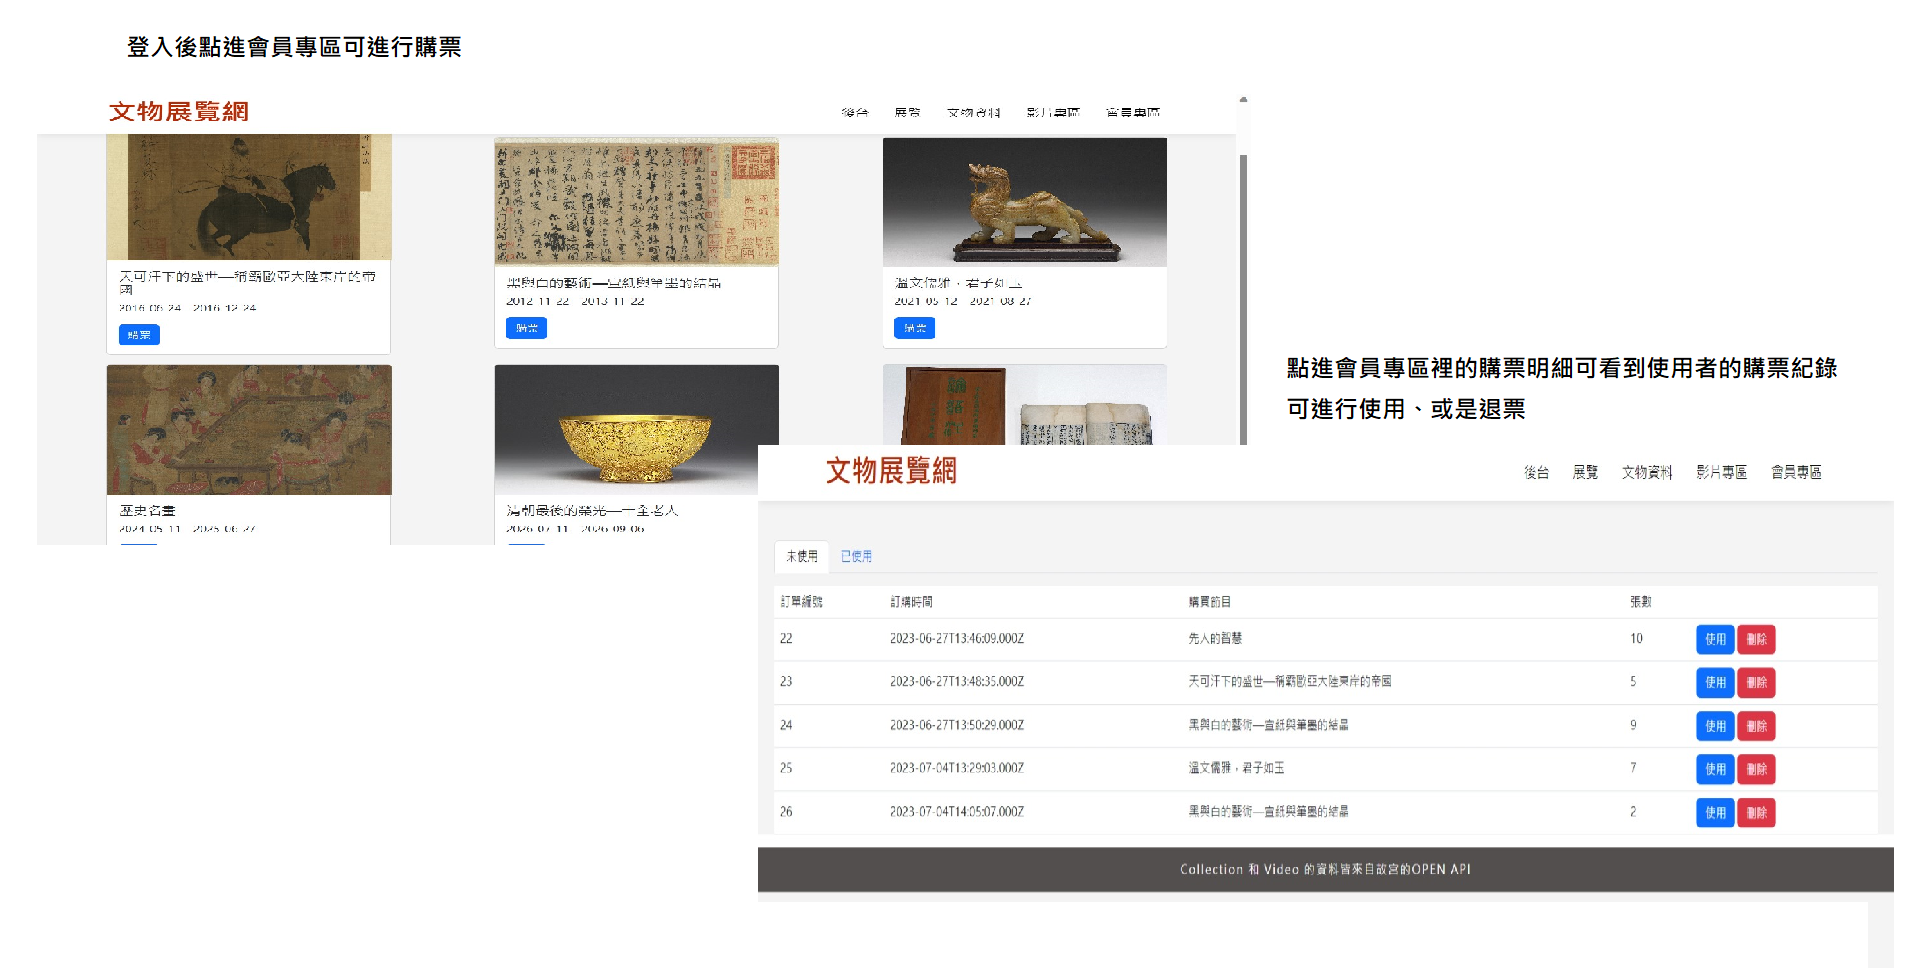 登入後點進會員專區可進行購票
文物展覽網
後台 展覽 文物資料 影片專區 會員專區
天可汗下的盛世—稱霸歐亞大陸東岸的帝
國
2016-06-24 2016-12-24
購票
黑與白的藝術—宣紙與筆墨的結晶
2012-11-22 2013-11-22
購票
溫文儒雅，君子如玉
2021-05-12 2021-08-27
購票
歷史名畫
2024-05-11 2025-06-27
清朝最後的榮光—十全老人
2026-07-11 2026-09-06
點進會員專區裡的購票明細可看到使用者的購票紀錄
可進行使用、或是退票
文物展覽網
後台 展覽 文物資料 影片專區 會員專區
未使用 已使用
訂單編號 訂購時間 購買節目 張數
22 2023-06-27T13:46:09.000Z 先人的智慧 10 使用 刪除
23 2023-06-27T13:48:35.000Z 天可汗下的盛世—稱霸歐亞大陸東岸的帝國 5 使用 刪除
24 2023-06-27T13:50:29.000Z 黑與白的藝術—宣紙與筆墨的結晶 9 使用 刪除
25 2023-07-04T13:29:03.000Z 溫文儒雅，君子如玉 7 使用 刪除
26 2023-07-04T14:05:07.000Z 黑與白的藝術—宣紙與筆墨的結晶 2 使用 刪除
Collection 和 Video 的資料皆來自故宮的OPEN API